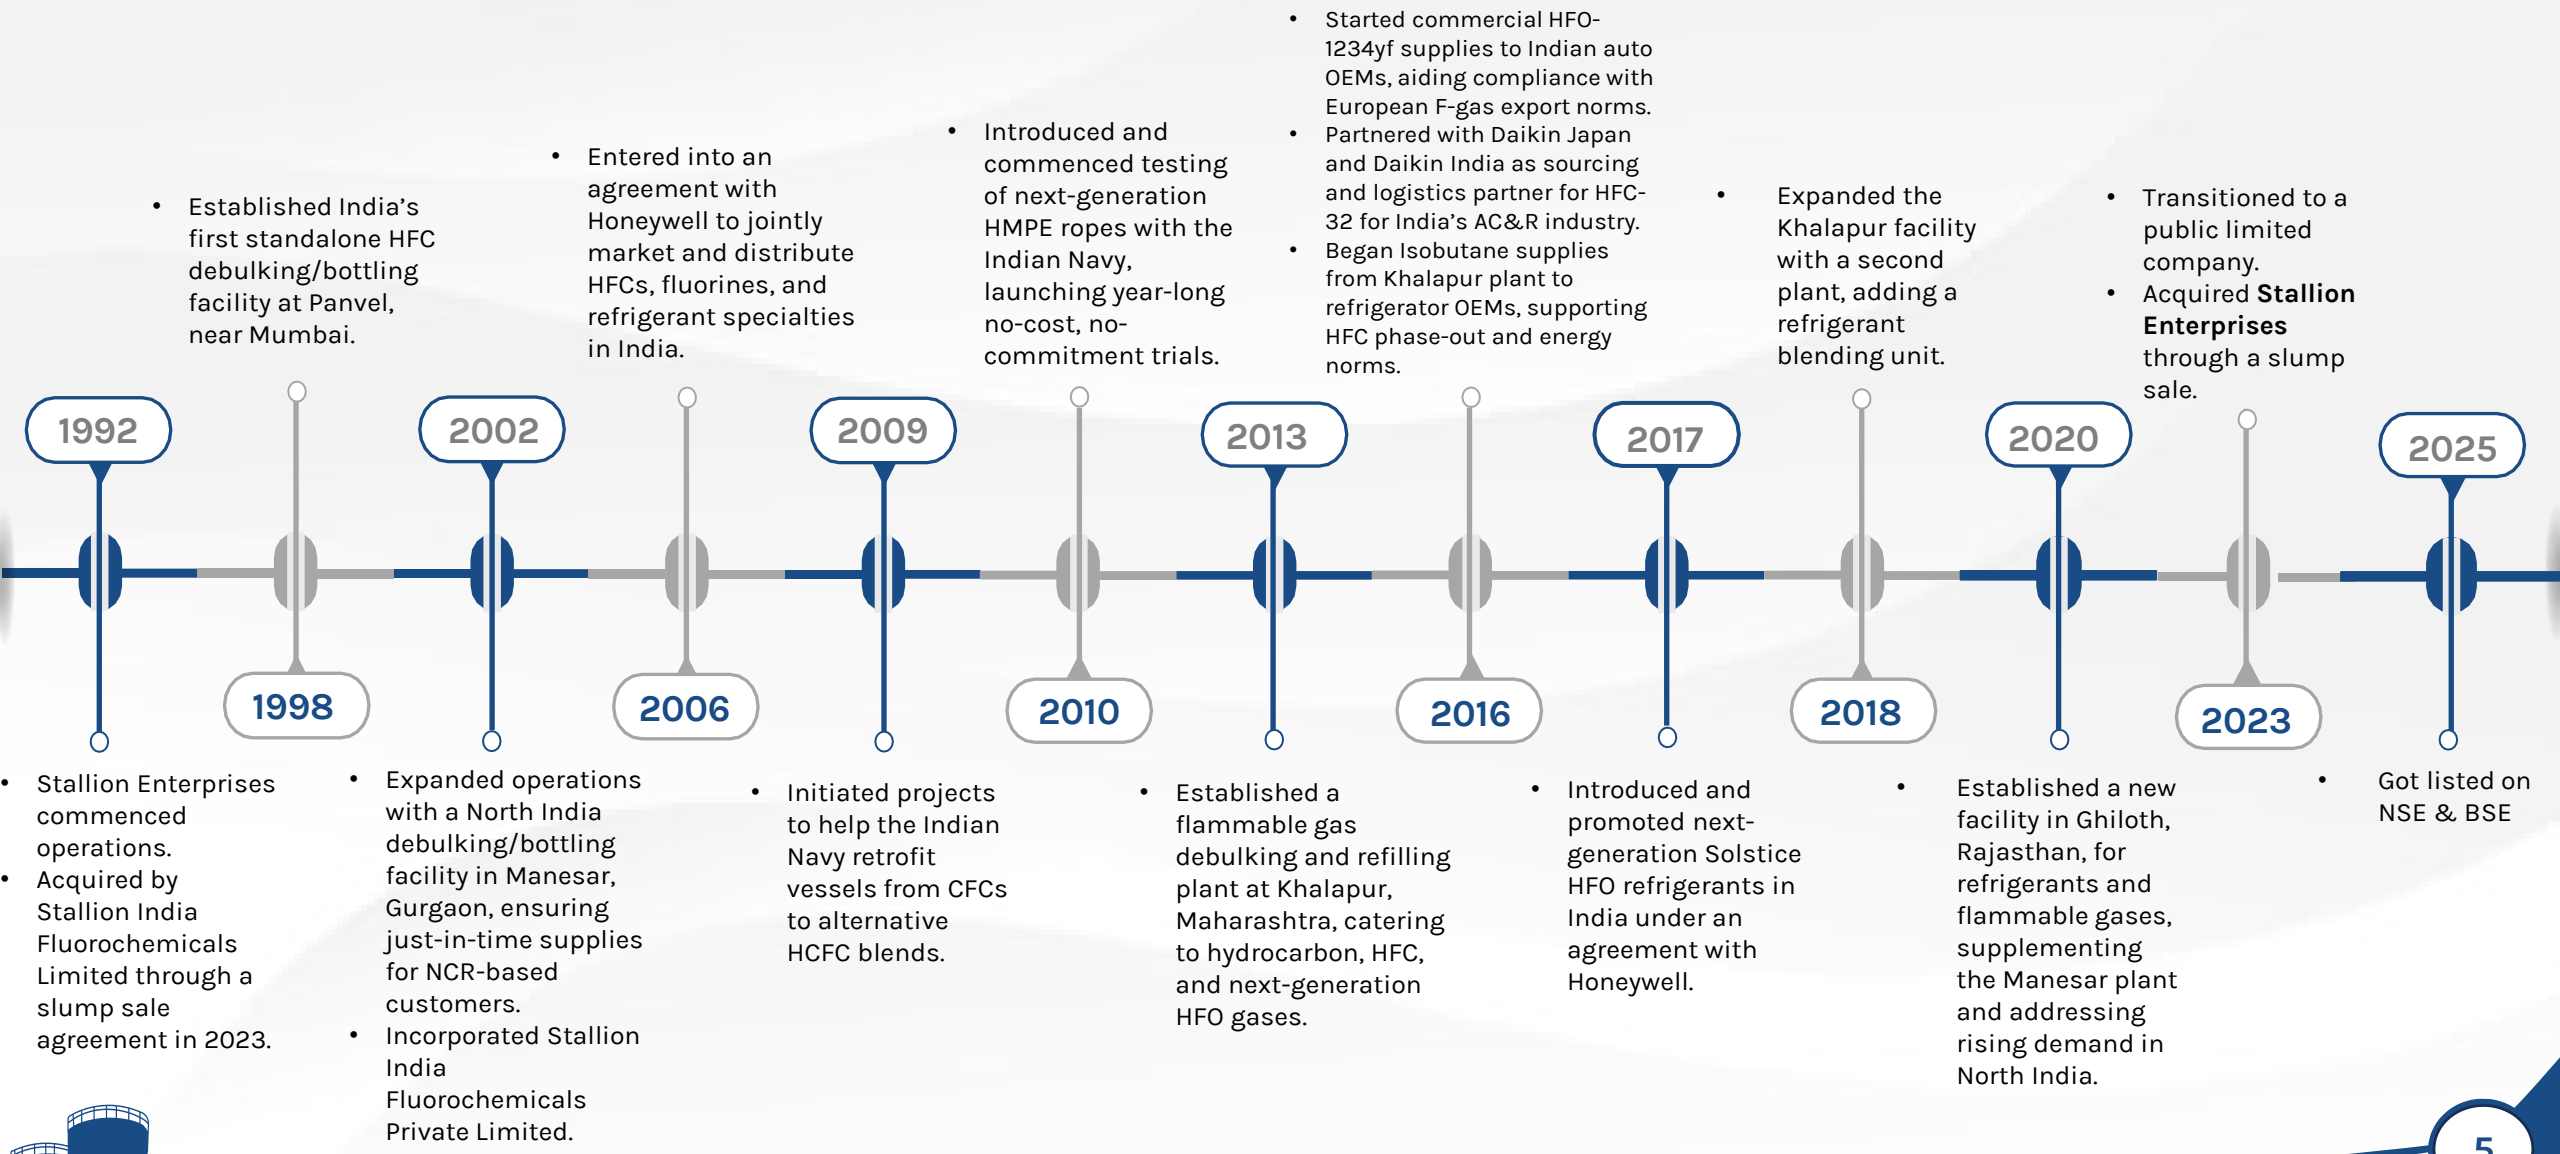 • Started commercial HFO-
1234yf supplies to Indian auto
OEMs, aiding compliance with
European F-gas export norms.
• Partnered with Daikin Japan
and Daikin India as sourcing
and logistics partner for HFC-
32 for India's AC&R industry.
• Began Isobutane supplies
from Khalapur plant to
refrigerator OEMs, supporting
HFC phase-out and energy
norms.
• Introduced and
commenced testing
of next-generation
HMPE ropes with the
Indian Navy,
launching year-long
no-cost, no-
commitment trials.
• Entered into an
agreement with
Honeywell to jointly
market and distribute
HFCs, fluorines, and
refrigerant specialties
in India.
• Established India's
first standalone HFC
debulking/bottling
facility at Panvel,
near Mumbai.
• Expanded the
Khalapur facility
with a second
plant, adding a
refrigerant
blending unit.
• Transitioned to a
public limited
company.
• Acquired Stallion
Enterprises
through a slump
sale.
1992
2002
2009
2013
2017
2020
2025
1998
2006
2010
2016
2018
2023
• Stallion Enterprises
commenced
operations.
• Acquired by
Stallion India
Fluorochemicals
Limited through a
slump sale
agreement in 2023.
• Expanded operations
with a North India
debulking/bottling
facility in Manesar,
Gurgaon, ensuring
just-in-time supplies
for NCR-based
customers.
• Incorporated Stallion
India
Fluorochemicals
Private Limited.
• Initiated projects
to help the Indian
Navy retrofit
vessels from CFCs
to alternative
HCFC blends.
• Established a
flammable gas
debulking and refilling
plant at Khalapur,
Maharashtra, catering
to hydrocarbon, HFC,
and next-generation
HFO gases.
• Introduced and
promoted next-
generation Solstice
HFO refrigerants in
India under an
agreement with
Honeywell.
• Established a new
facility in Ghiloth,
Rajasthan, for
refrigerants and
flammable gases,
supplementing
the Manesar plant
and addressing
rising demand in
North India.
• Got listed on
NSE & BSE
5